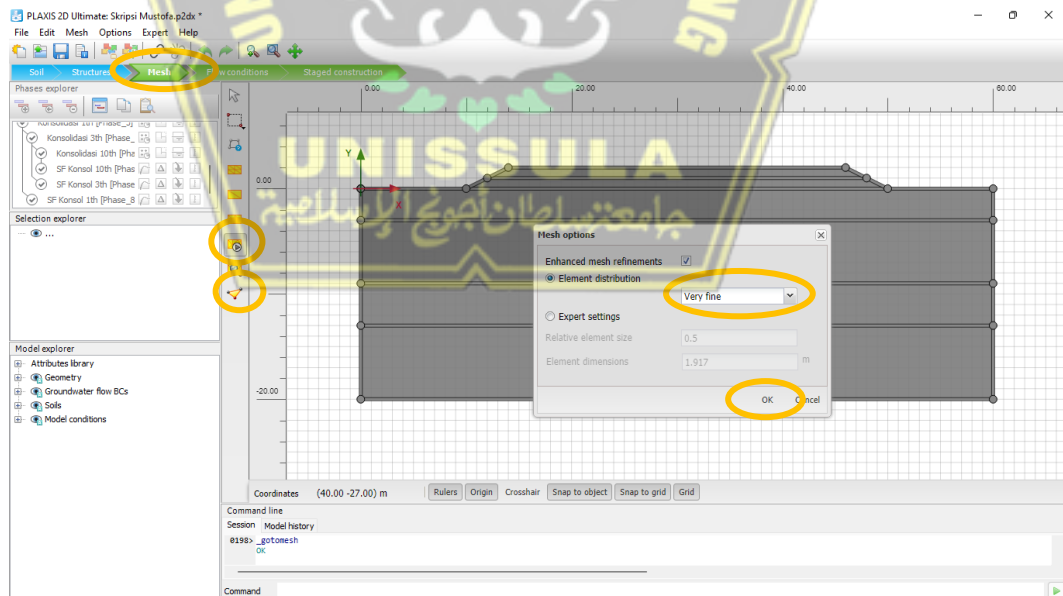 PLAXIS 2D Ultimate: Skripsi Mustofa.p2dx *
File Edit Mesh Options Expert Help
Soil Structures Mesh Flow conditions Staged construction
Phases explorer
Konsolidasi 3th [Phase_
Konsolidasi 10th [Pha
SF Konsol 10th [Phas
SF Konsol 3th [Phase
SF Konsol 1th [Phase_8
Selection explorer
...
Model explorer
Attributes library
Geometry
Groundwater flow BCs
Soils
Model conditions
0.00 20.00 40.00 60.00
Y
0.00
x
-20.00
UNISSULA
جامعتسلطان أجونج الإسلامية
Mesh options
Enhanced mesh refinements
Element distribution
Very fine
Expert settings
Relative element size 0.5
Element dimensions 1.917 m
OK Cancel
Coordinates (40.00 -27.00) m Rulers Origin Crosshair Snap to object Snap to grid Grid
Command line
Session Model history
0198> _gotomesh
OK
Command